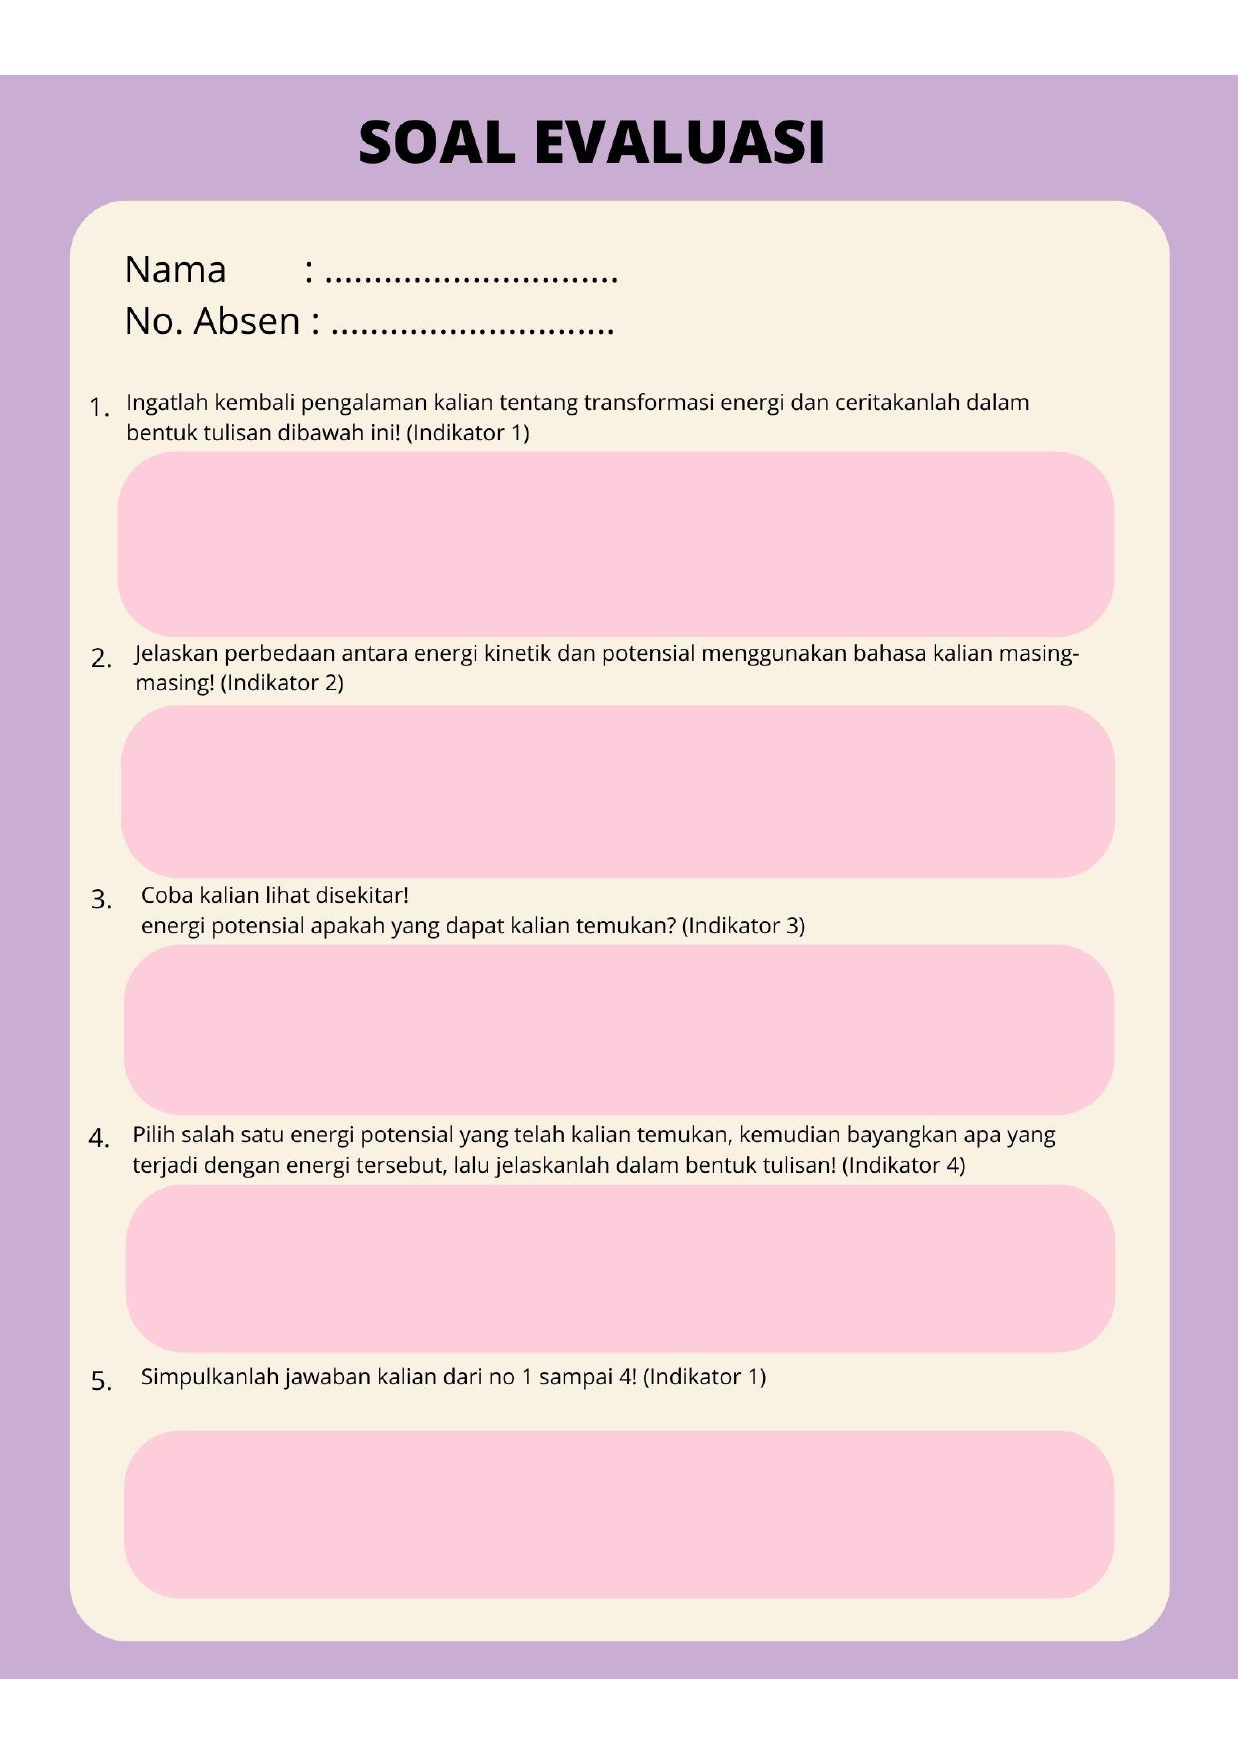 SOAL EVALUASI
Nama : ..............................
No. Absen : .............................
1. Ingatlah kembali pengalaman kalian tentang transformasi energi dan ceritakanlah dalam
bentuk tulisan dibawah ini! (Indikator 1)
2. Jelaskan perbedaan antara energi kinetik dan potensial menggunakan bahasa kalian masing-
masing! (Indikator 2)
3. Coba kalian lihat disekitar!
energi potensial apakah yang dapat kalian temukan? (Indikator 3)
4. Pilih salah satu energi potensial yang telah kalian temukan, kemudian bayangkan apa yang
terjadi dengan energi tersebut, lalu jelaskanlah dalam bentuk tulisan! (Indikator 4)
5. Simpulkanlah jawaban kalian dari no 1 sampai 4! (Indikator 1)